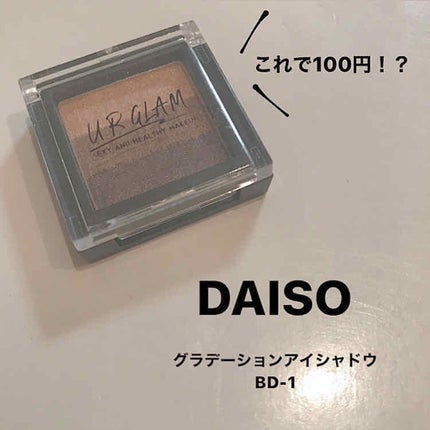 これで100円！？
UR GLAM
SEXY AND HEALTHY MAKEUP
DAISO
グラデーションアイシャドウ
BD-1